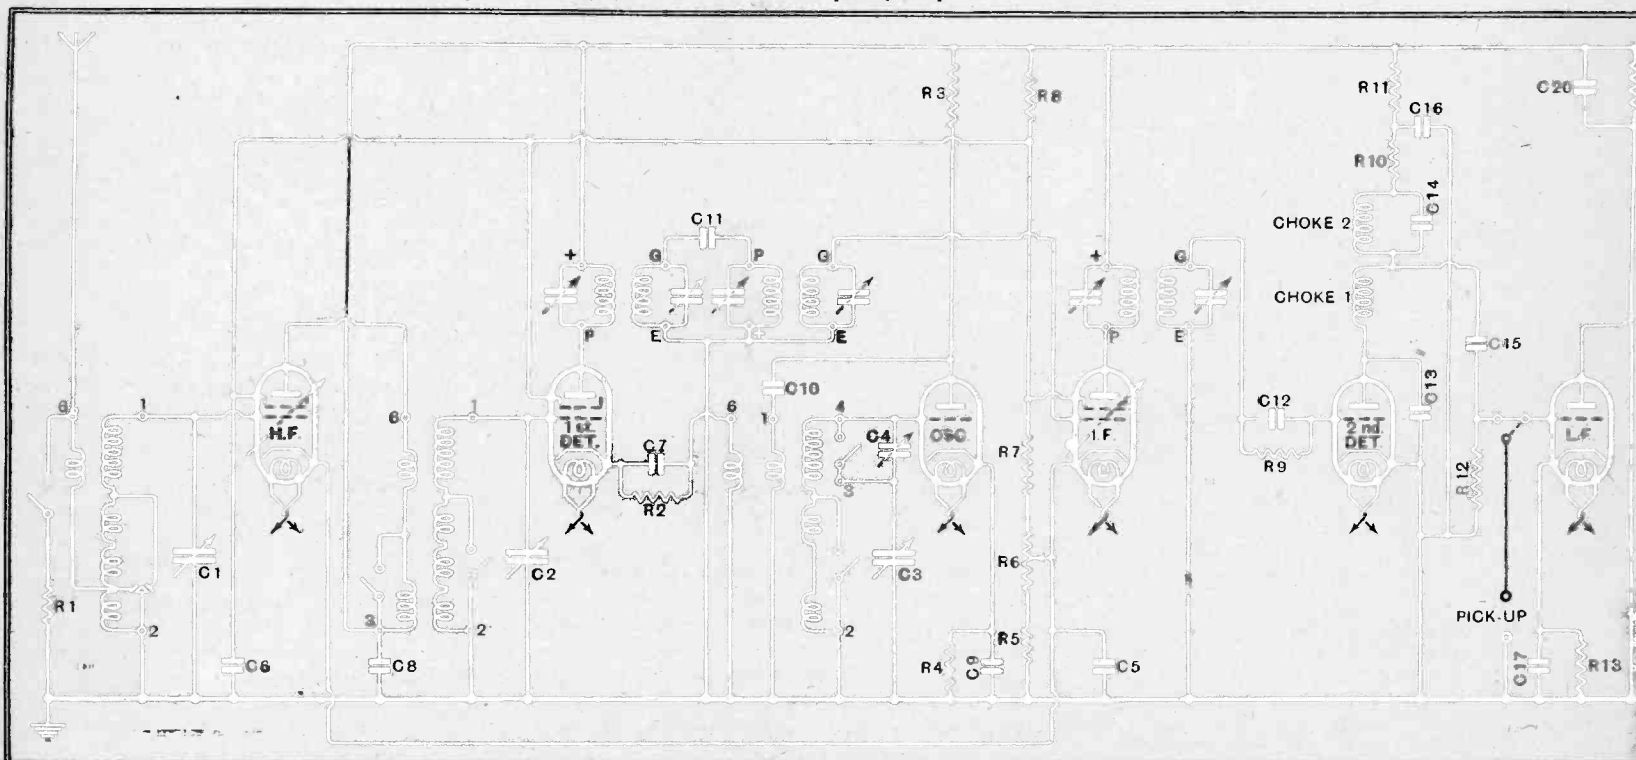 R3
R8
R11
C16
C20
R10
C14
C11
CHOKE 2
+
G
P
G
+
G
CHOKE 1
P
E
+
E
P
E
C15
C10
C13
6
1
6
1
6
1
4
C12
H.F.
1st. DET.
C7
C4
OSC.
I.F.
2nd. DET.
L.F.
R2
3
R7
R9
R12
C1
C2
C3
R6
R1
PICK-UP
2
3
2
2
R5
C6
C8
R4
C9
C5
C17
R13